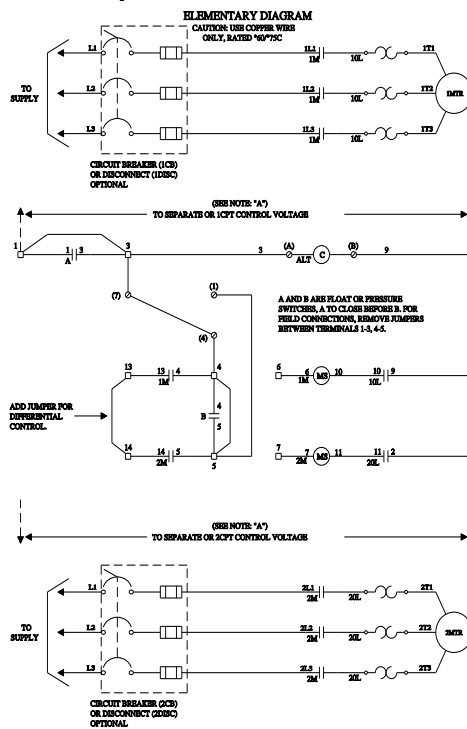 ELEMENTARY DIAGRAM
CAUTION: USE COPPER WIRE
ONLY, RATED °60/°75C
L1
1L1
1M
10L
1T1
TO
SUPPLY
L2
1L2
1M
10L
1T2
1MTR
L3
1L3
1M
10L
1T3
CIRCUIT BREAKER (1CB)
OR DISCONNECT (1DISC)
OPTIONAL
(SEE NOTE: "A")
TO SEPARATE OR 1CPT CONTROL VOLTAGE
1
1
3
A
3
3
(A)
ALT
C
(B)
9
(7)
(1)
(4)
A AND B ARE FLOAT OR PRESSURE
SWITCHES, A TO CLOSE BEFORE B. FOR
FIELD CONNECTIONS, REMOVE JUMPERS
BETWEEN TERMINALS 1-3, 4-5.
13
13
4
1M
4
6
6
1M
MS
10
10
9
10L
ADD JUMPER FOR
DIFFERENTIAL
CONTROL.
4
B
5
14
14
5
2M
5
7
7
2M
MS
11
11
2
20L
(SEE NOTE: "A")
TO SEPARATE OR 2CPT CONTROL VOLTAGE
L1
2L1
2M
20L
2T1
TO
SUPPLY
L2
2L2
2M
20L
2T2
2MTR
L3
2L3
2M
20L
2T3
CIRCUIT BREAKER (2CB)
OR DISCONNECT (2DISC)
OPTIONAL